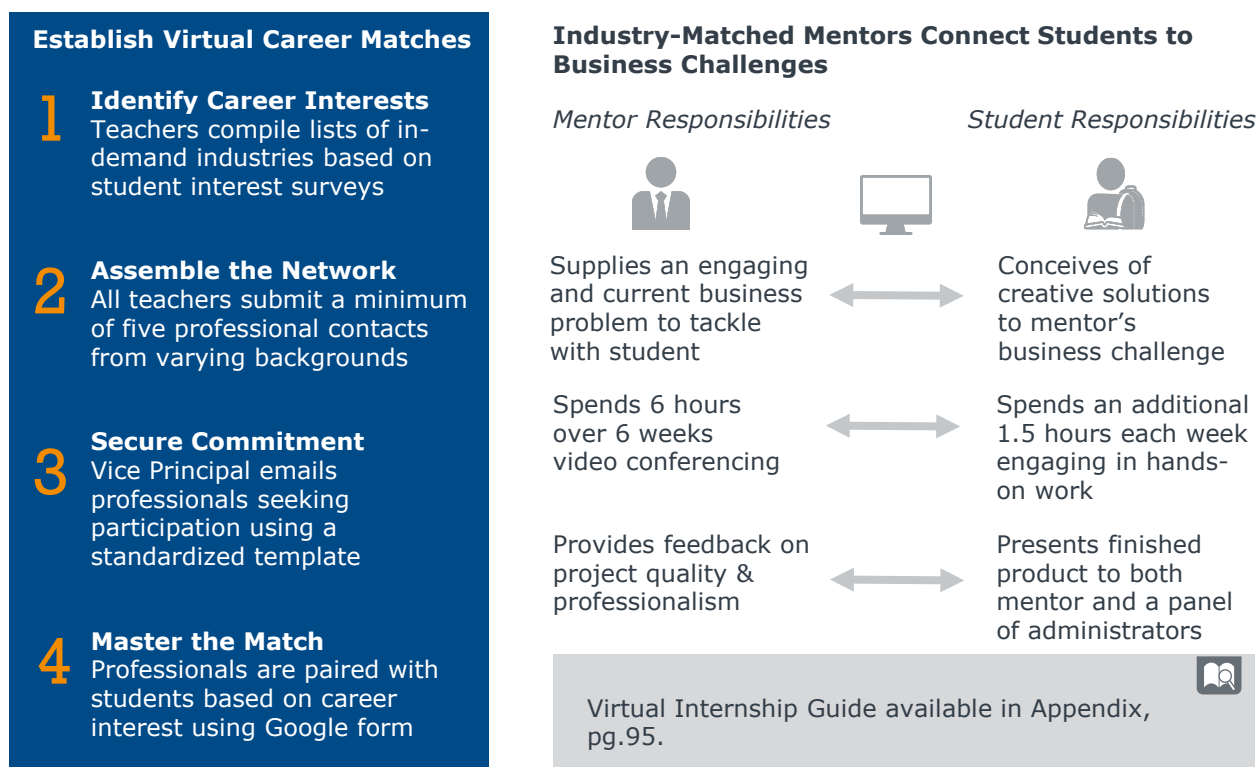 Establish Virtual Career Matches
1
Identify Career Interests
Teachers compile lists of in-
demand industries based on
student interest surveys
2
Assemble the Network
All teachers submit a minimum
of five professional contacts
from varying backgrounds
3
Secure Commitment
Vice Principal emails
professionals seeking
participation using a
standardized template
4
Master the Match
Professionals are paired with
students based on career
interest using Google form
Industry-Matched Mentors Connect Students to
Business Challenges
Mentor Responsibilities
Student Responsibilities
Supplies an engaging
and current business
problem to tackle
with student
Conceives of
creative solutions
to mentor’s
business challenge
Spends 6 hours
over 6 weeks
video conferencing
Spends an additional
1.5 hours each week
engaging in hands-
on work
Provides feedback on
project quality &
professionalism
Presents finished
product to both
mentor and a panel
of administrators
Virtual Internship Guide available in Appendix,
pg.95.